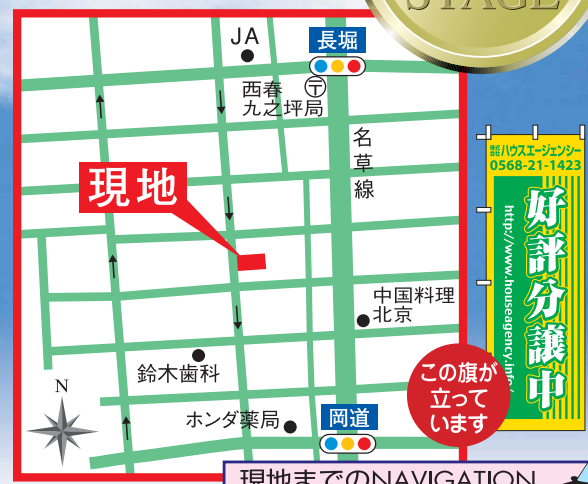 STAGE
JA
長堀
西春
九之坪局
名草線
現地
中国料理
北京
鈴木歯科
N
ホンダ薬局
岡道
株式会社ハウスエージェンシー
0568-21-1423
好評分譲中
http://www.houseagency.info/
この旗が
立って
います
現地までのNAVIGATION